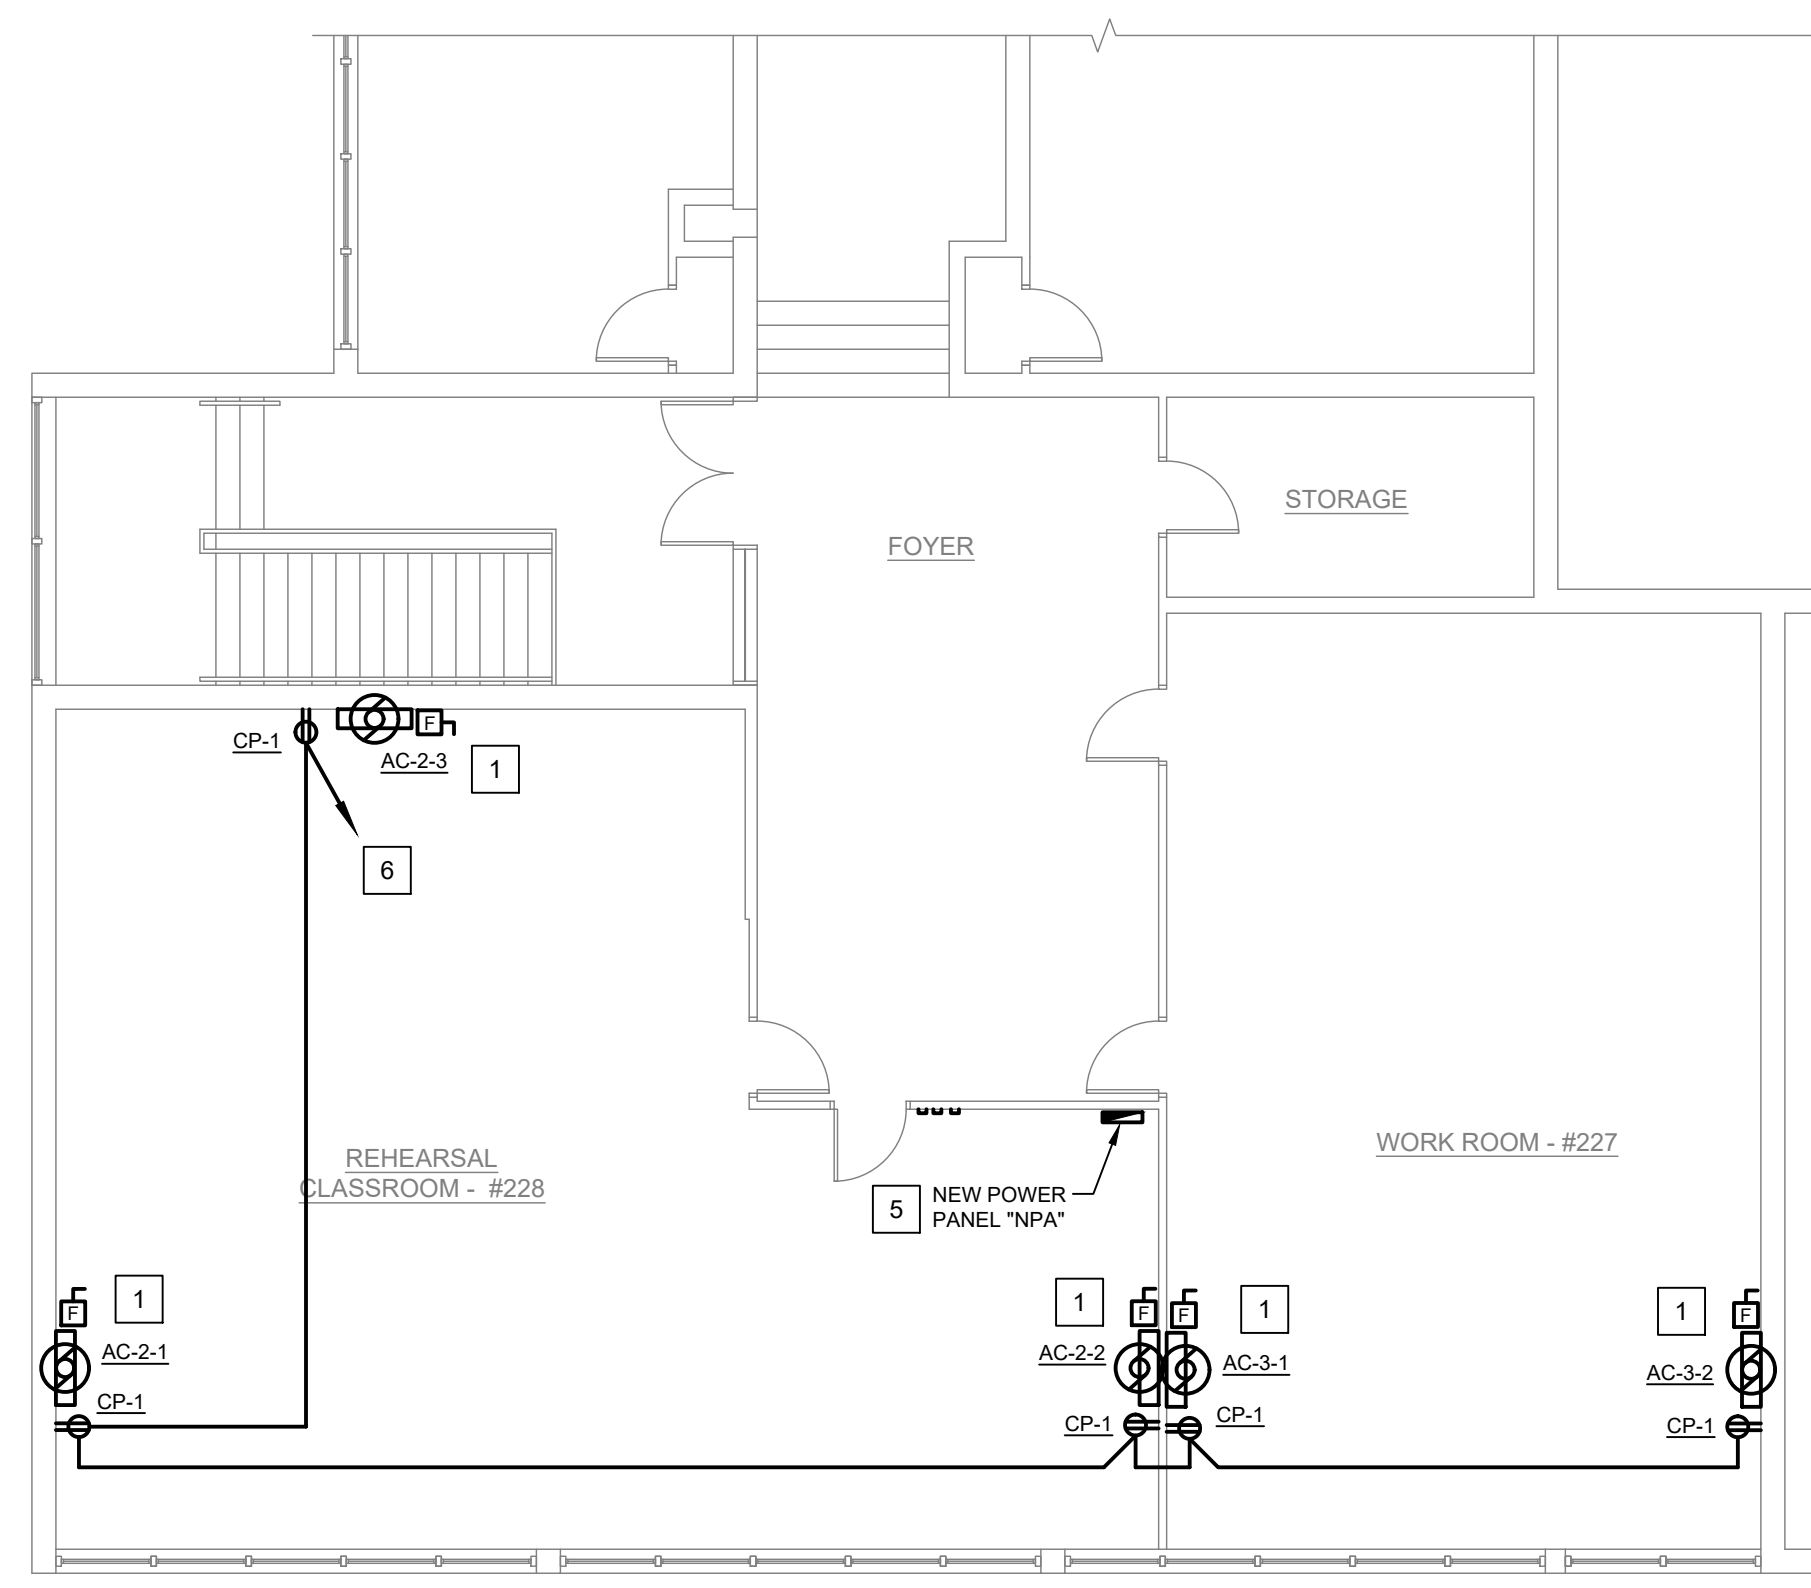 STORAGE
FOYER
CP-1
F
AC-2-3
1
6
REHEARSAL
CLASSROOM - #228
WORK ROOM - #227
5
NEW POWER
PANEL "NPA"
1
F
AC-2-1
CP-1
1
F
AC-2-2
CP-1
F
1
AC-3-1
CP-1
1
F
AC-3-2
CP-1